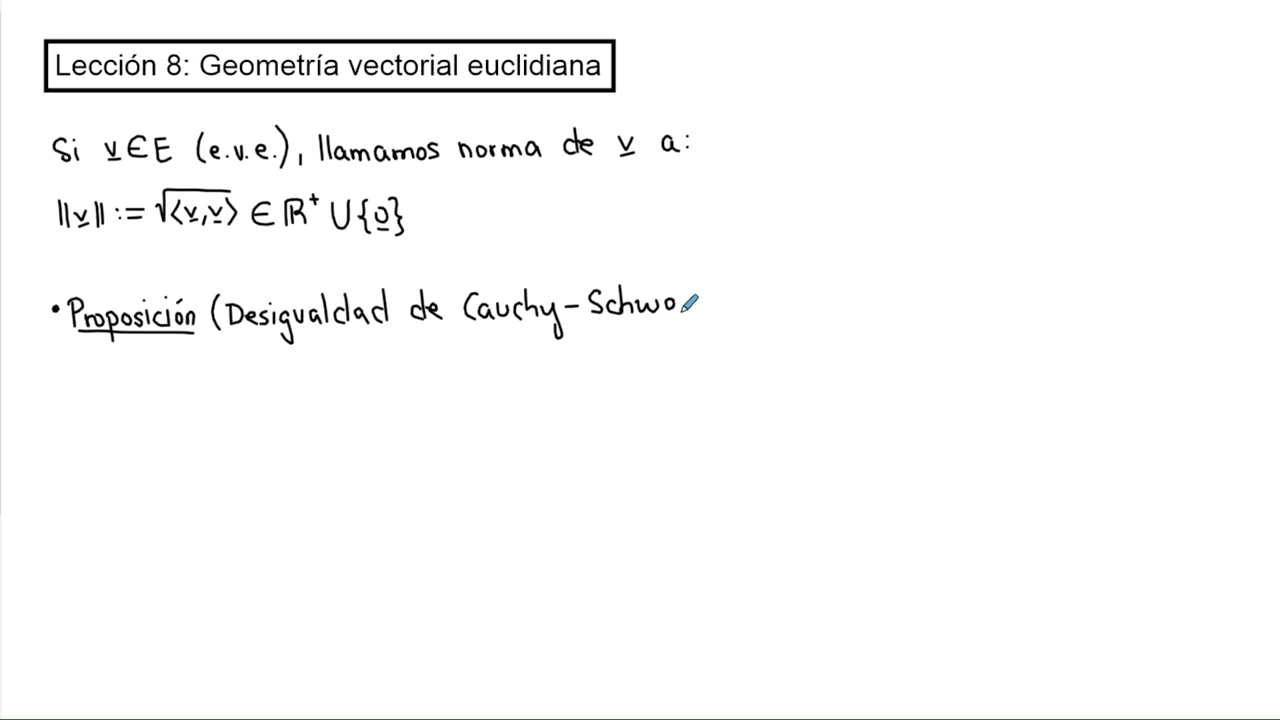 Lección 8: Geometría vectorial euclidiana
Si v̲ ∈ E (e.v.e.), llamamos norma de v̲ a:
||v̲|| := √⟨v̲,v̲⟩ ∈ ℝ⁺ ∪ {0̲}
• Proposición (Desigualdad de Cauchy-Schwa